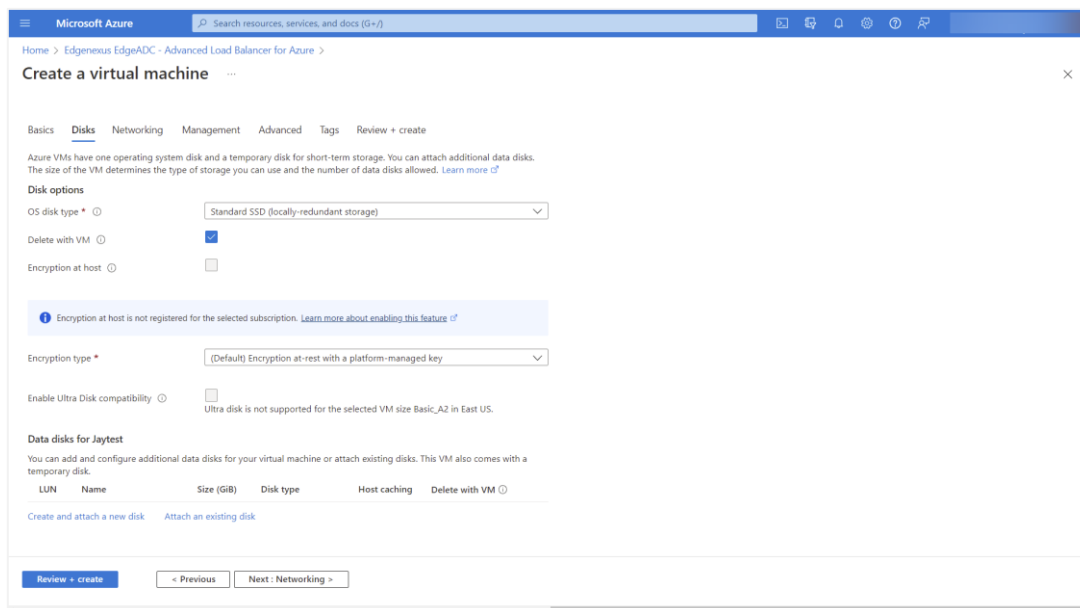 Microsoft Azure
Search resources, services, and docs (G+/)
Home > Edgenexus EdgeADC - Advanced Load Balancer for Azure >
Create a virtual machine ...
Basics Disks Networking Management Advanced Tags Review + create
Azure VMs have one operating system disk and a temporary disk for short-term storage. You can attach additional data disks.
The size of the VM determines the type of storage you can use and the number of data disks allowed. Learn more
Disk options
OS disk type * Standard SSD (locally-redundant storage)
Delete with VM
Encryption at host
Encryption at host is not registered for the selected subscription. Learn more about enabling this feature
Encryption type * (Default) Encryption at-rest with a platform-managed key
Enable Ultra Disk compatibility
Ultra disk is not supported for the selected VM size Basic_A2 in East US.
Data disks for Jaytest
You can add and configure additional data disks for your virtual machine or attach existing disks. This VM also comes with a
temporary disk.
LUN Name Size (GiB) Disk type Host caching Delete with VM
Create and attach a new disk Attach an existing disk
Review + create < Previous Next : Networking >